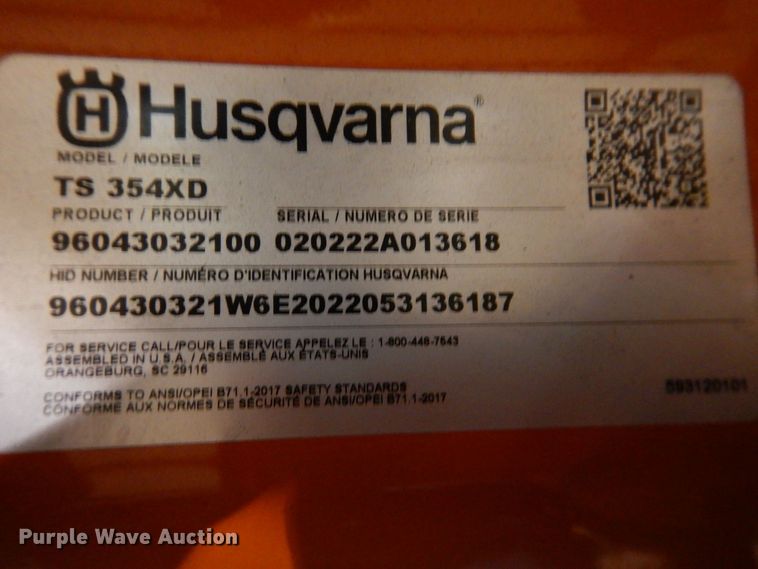 H Husqvarna®
MODEL / MODELE
TS 354XD
PRODUCT / PRODUIT SERIAL / NUMERO DE SERIE
96043032100 020222A013618
HID NUMBER / NUMÉRO D'IDENTIFICATION HUSQVARNA
960430321W6E2022053136187
FOR SERVICE CALL/POUR LE SERVICE APPELEZ LE : 1-800-448-7543
ASSEMBLED IN U.S.A. / ASSEMBLÉ AUX ÉTATS-UNIS
ORANGEBURG, SC 29116
CONFORMS TO ANSI/OPEI B71.1-2017 SAFETY STANDARDS
CONFORME AUX NORMES DE SÉCURITÉ DE ANSI/OPEI B71.1-2017
593120101
Purple Wave Auction